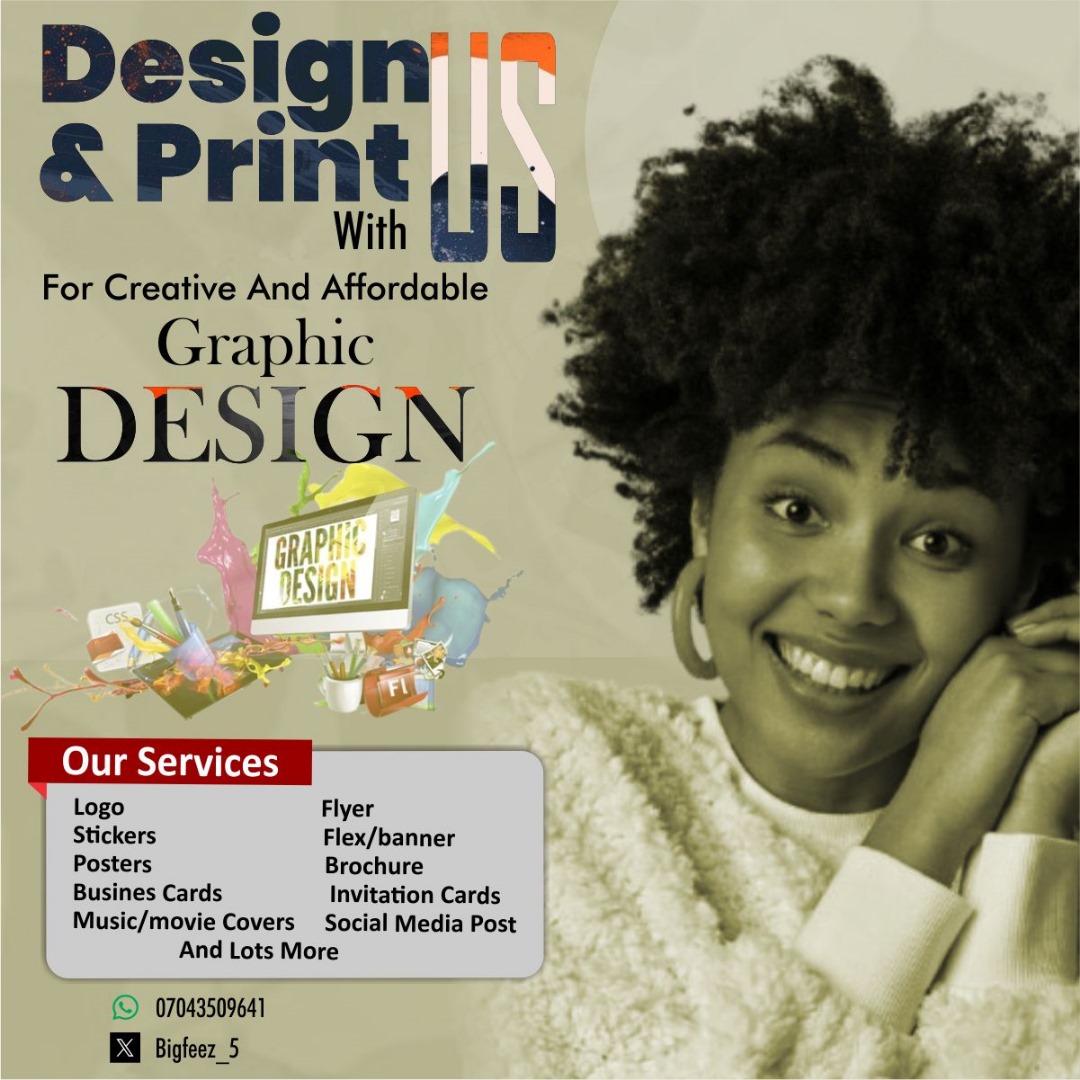 Design
& Print
With US
For Creative And Affordable
Graphic
DESIGN
GRAPHIC
DESIGN
CSS
Fl
Our Services
Logo
Stickers
Posters
Busines Cards
Music/movie Covers
Flyer
Flex/banner
Brochure
Invitation Cards
Social Media Post
And Lots More
07043509641
Bigfeez_5